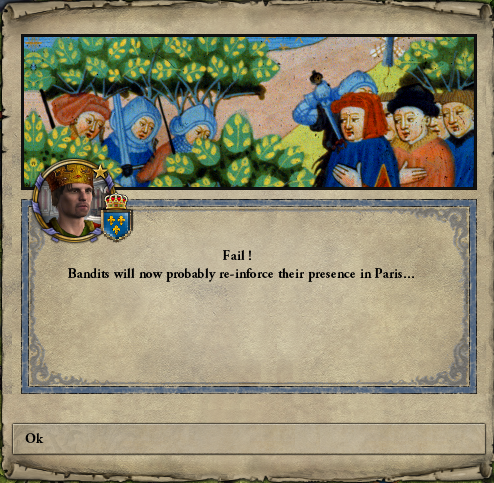 Fail !
Bandits will now probably re-inforce their presence in Paris...
Ok